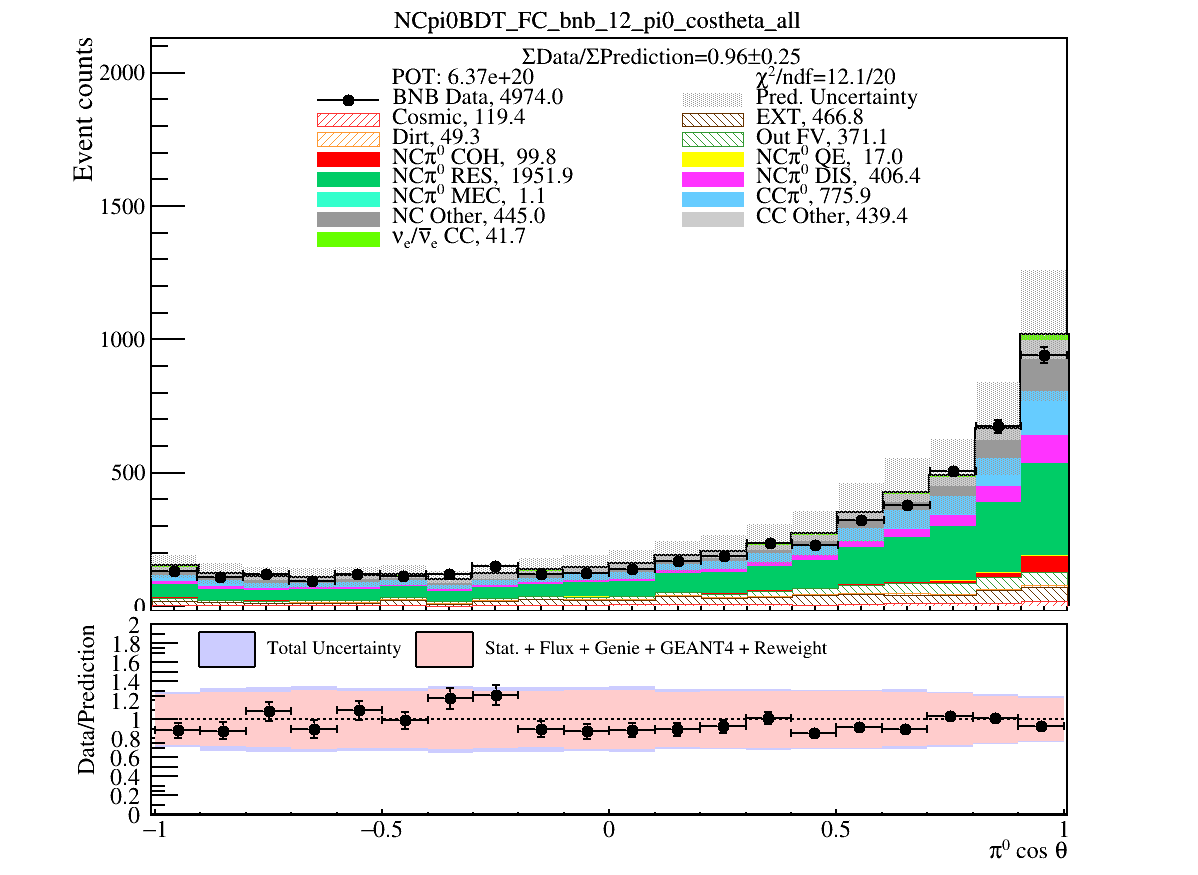 NCpi0BDT_FC_bnb_12_pi0_costheta_all
ΣData/ΣPrediction=0.96±0.25
POT: 6.37e+20
χ²/ndf=12.1/20
BNB Data, 4974.0
Pred. Uncertainty
Cosmic, 119.4
EXT, 466.8
Dirt, 49.3
Out FV, 371.1
NCπ⁰ COH, 99.8
NCπ⁰ QE, 17.0
NCπ⁰ RES, 1951.9
NCπ⁰ DIS, 406.4
NCπ⁰ MEC, 1.1
CCπ⁰, 775.9
NC Other, 445.0
CC Other, 439.4
νₑ/ν̅ₑ CC, 41.7
Event counts
2000
1500
1000
500
0
Total Uncertainty
Stat. + Flux + Genie + GEANT4 + Reweight
Data/Prediction
2
1.8
1.6
1.4
1.2
1
0.8
0.6
0.4
0.2
0
−1
−0.5
0
0.5
1
π⁰ cos θ